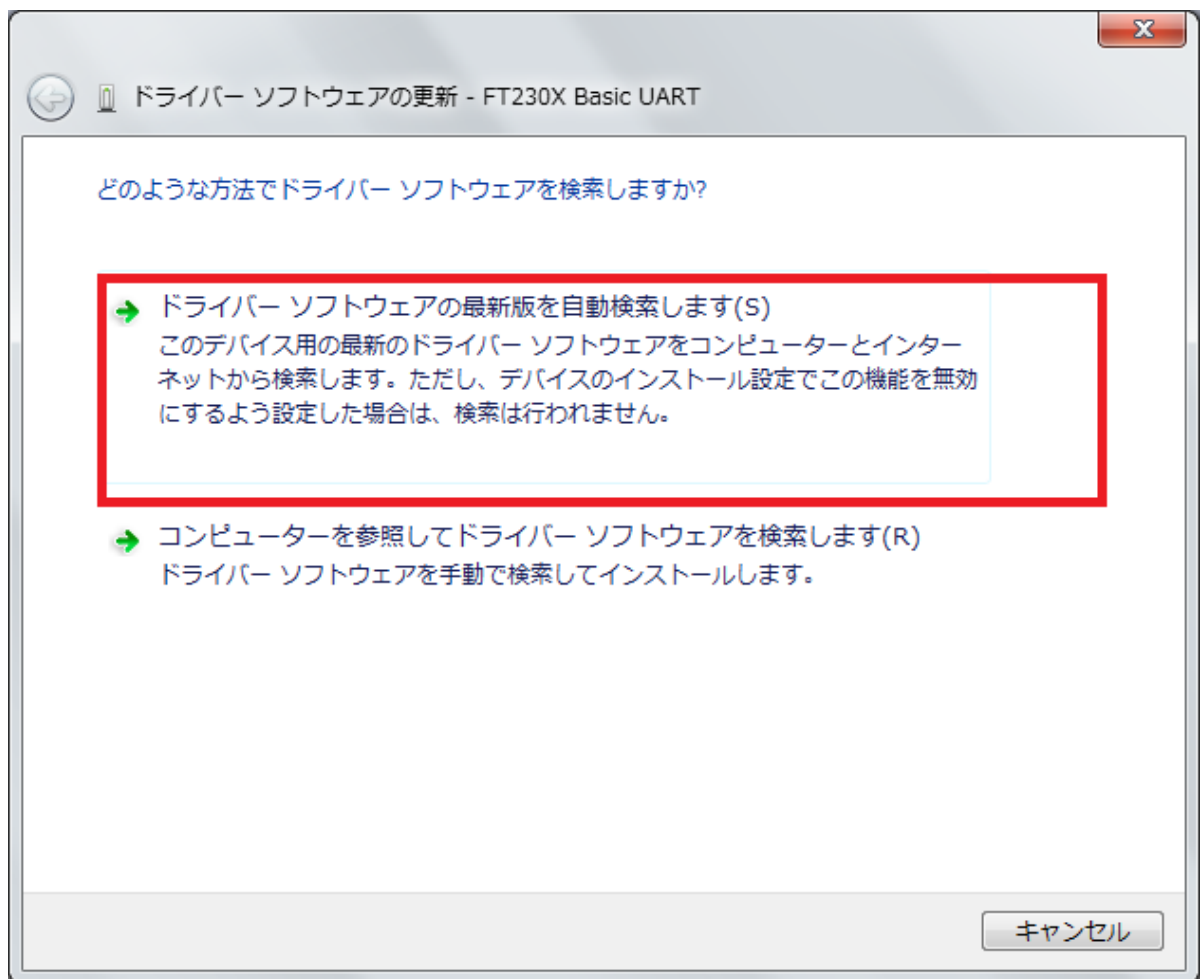 ドライバー ソフトウェアの更新 - FT230X Basic UART
どのような方法でドライバー ソフトウェアを検索しますか?
ドライバー ソフトウェアの最新版を自動検索します(S)
このデバイス用の最新のドライバー ソフトウェアをコンピューターとインター
ネットから検索します。ただし、デバイスのインストール設定でこの機能を無効
にするよう設定した場合は、検索は行われません。
コンピューターを参照してドライバー ソフトウェアを検索します(R)
ドライバー ソフトウェアを手動で検索してインストールします。
キャンセル